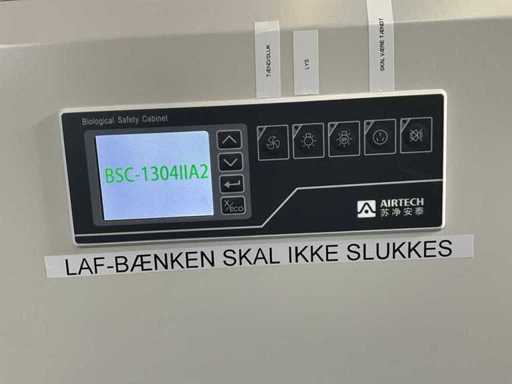 TÆND/SLUK
LYS
SKAL VÆRE TÆNDT
Biological Safety Cabinet
BSC-1304IIA2
X/ECO
AIRTECH
苏净安泰
LAF-BÆNKEN SKAL IKKE SLUKKES